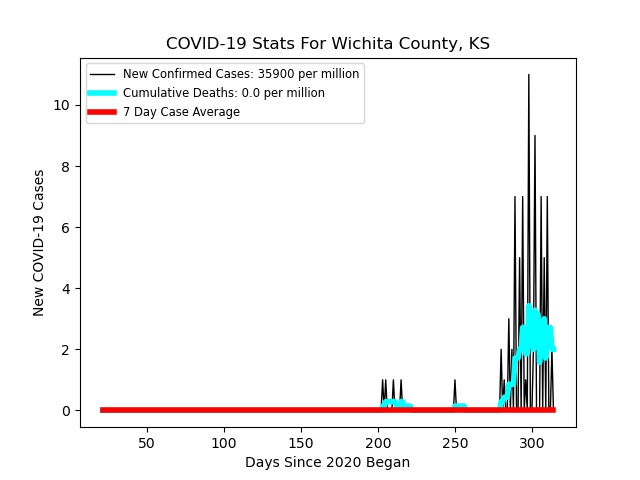 COVID-19 Stats For Wichita County, KS
New Confirmed Cases: 35900 per million
Cumulative Deaths: 0.0 per million
7 Day Case Average
New COVID-19 Cases
10
8
6
4
2
0
50 100 150 200 250 300
Days Since 2020 Began